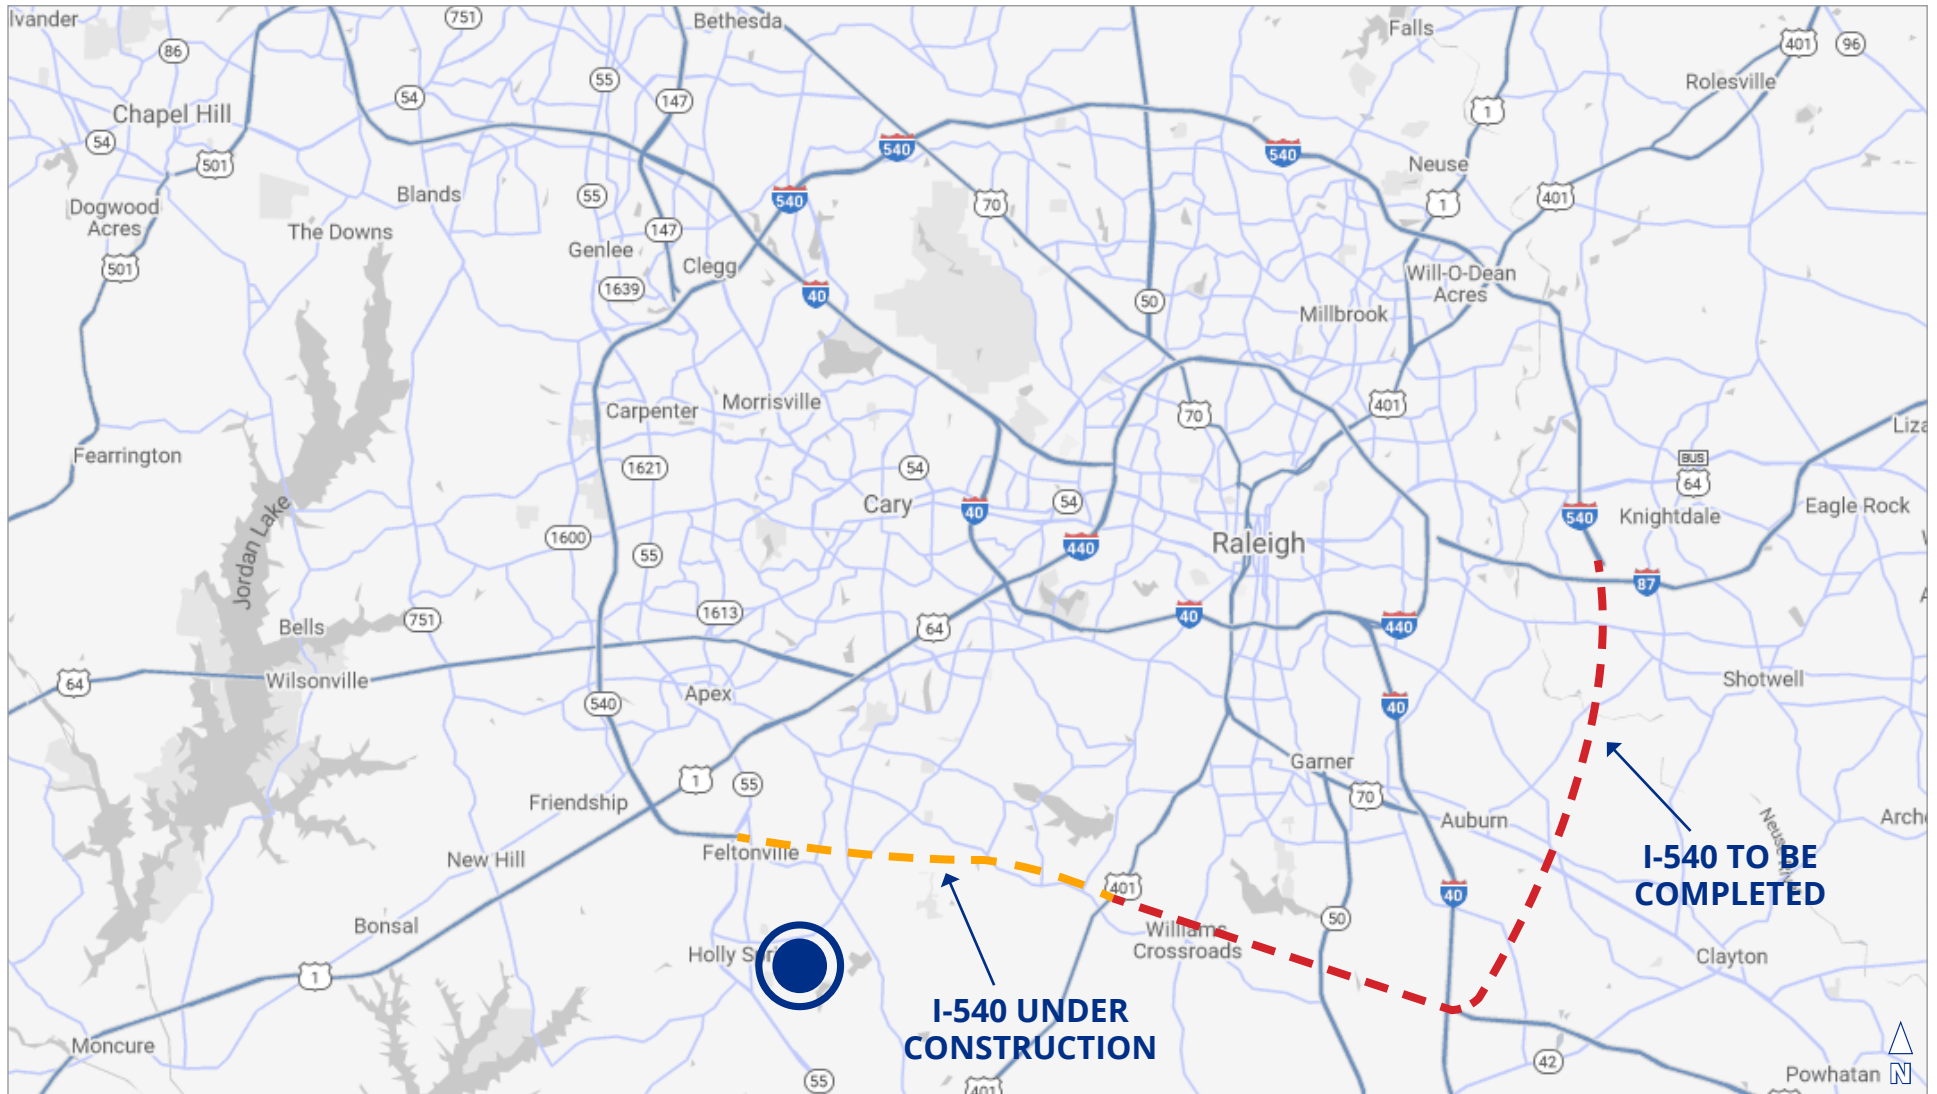 lvander
751
Bethesda
Falls
401
96
86
55
Rolesville
54
147
Chapel Hill
1
54
540
540
501
Neuse
Blands
55
540
70
1
401
Dogwood
Acres
The Downs
147
Genlee
Clegg
501
1639
40
50
Will-O-Dean
Acres
Millbrook
Carpenter
Morrisville
70
401
Fearrington
1621
54
BUS
64
Cary
40
54
540
Knightdale
Eagle Rock
Jordan Lake
1600
55
440
Raleigh
87
751
1613
64
40
440
Bells
64
Wilsonville
Apex
Shotwell
540
40
Garner
1
55
70
Friendship
Auburn
New Hill
Feltonville
401
40
I-540 TO BE
COMPLETED
Bonsal
50
Williams
Crossroads
Clayton
1
Holly
I-540 UNDER
CONSTRUCTION
Moncure
55
401
42
Powhatan
N